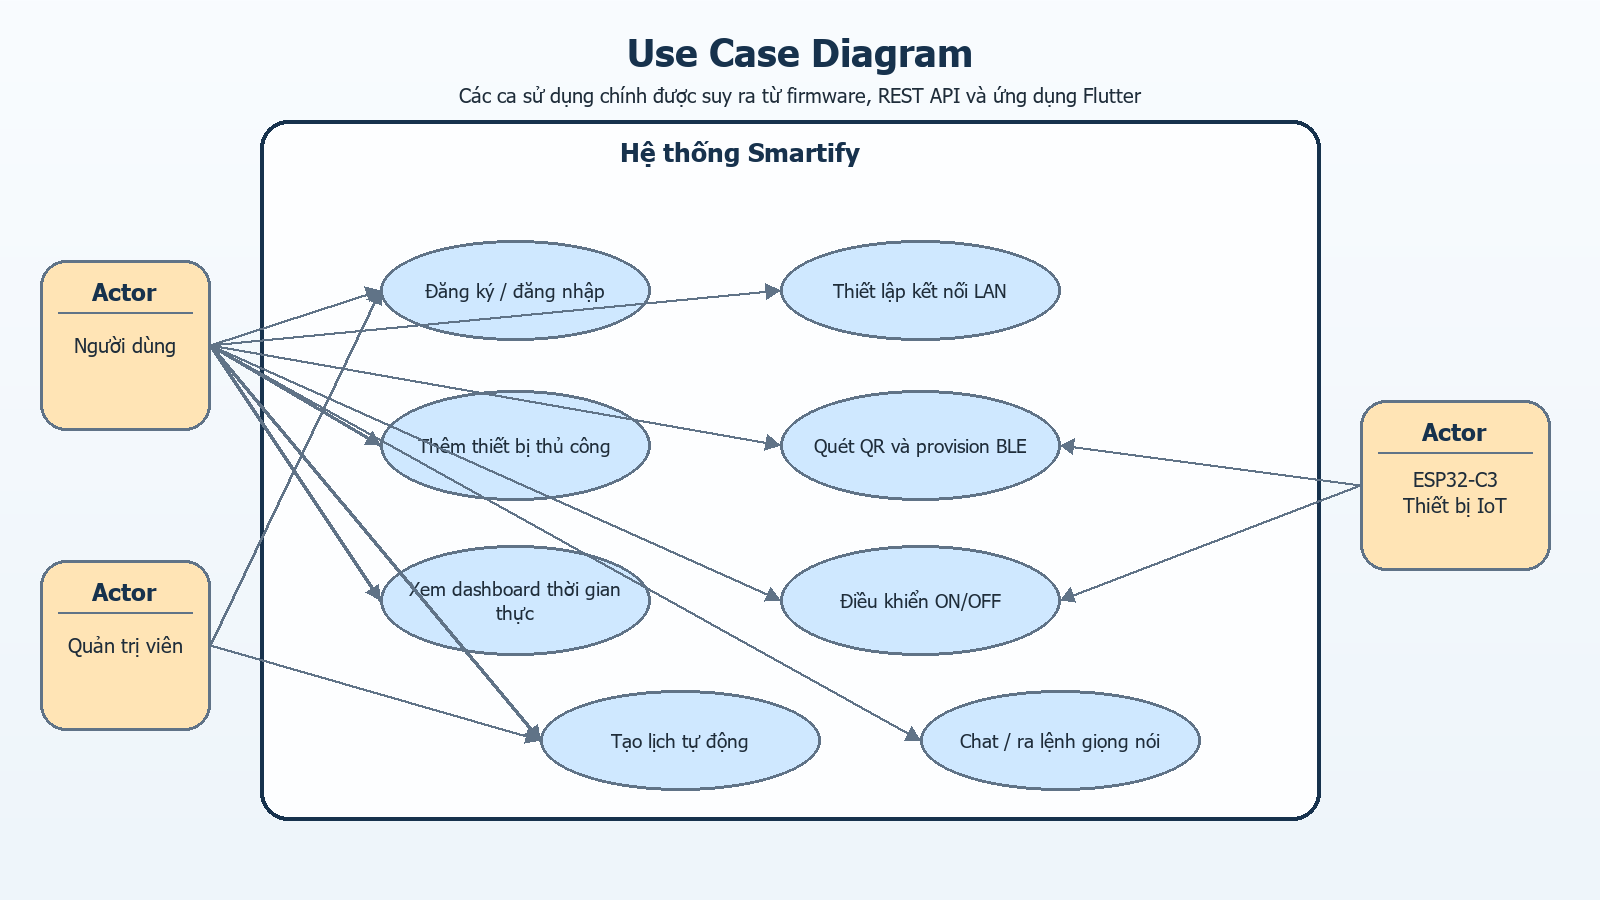 Use Case Diagram
Các ca sử dụng chính được suy ra từ firmware, REST API và ứng dụng Flutter
Hệ thống Smartify
Actor
Người dùng
Actor
Quản trị viên
Đăng ký / đăng nhập
Thiết lập kết nối LAN
Thêm thiết bị thủ công
Quét QR và provision BLE
Xem dashboard thời gian
thực
Điều khiển ON/OFF
Tạo lịch tự động
Chat / ra lệnh giọng nói
Actor
ESP32-C3
Thiết bị IoT